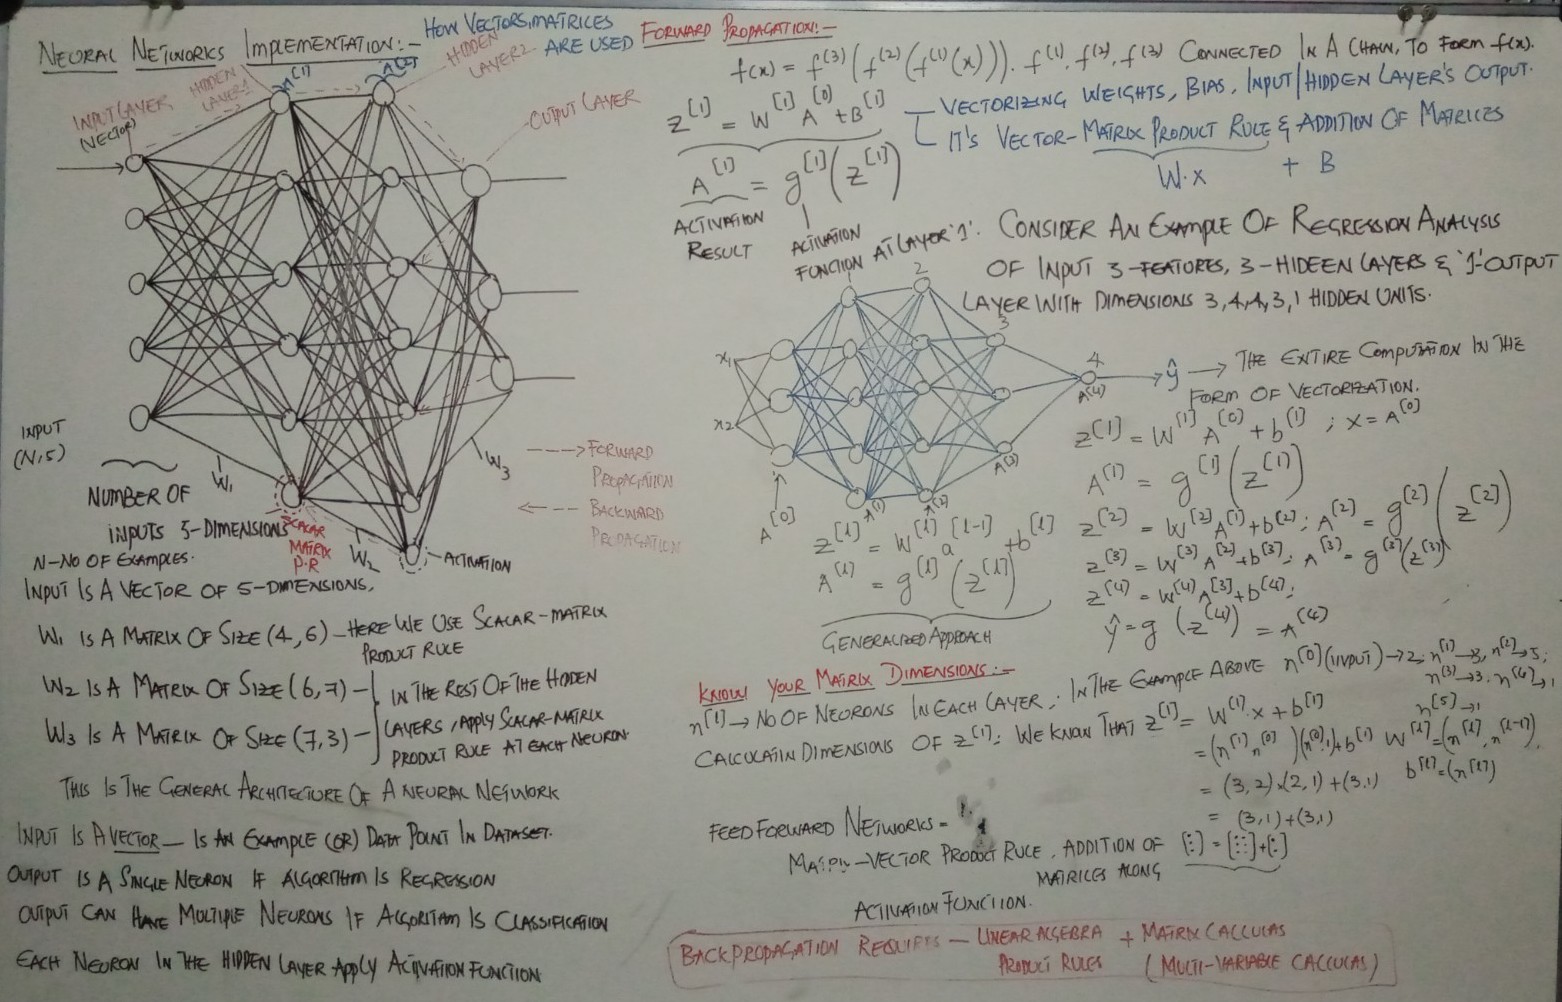 NEURAL NETWORKS IMPLEMENTATION:-
HOW VECTORS, MATRICES
ARE USED
INPUT LAYER
(VECTOR)
HIDDEN
LAYER1
A^(1)
HIDDEN
LAYER2
OUTPUT LAYER
INPUT
(N,5)
W1
NUMBER OF
INPUTS 5-DIMENSIONS
N-NO OF EXAMPLES.
SCALAR
MATRIX
P.R
W2
W3
ACTIVATION
---> FORWARD
PROPAGATION
<--- BACKWARD
PROPAGATION
INPUT IS A VECTOR OF 5-DIMENSIONS,
W1 IS A MATRIX OF SIZE (4,6) - HERE WE USE SCALAR-MATRIX
PRODUCT RULE
W2 IS A MATRIX OF SIZE (6,7) -
W3 IS A MATRIX OF SIZE (7,3) -
IN THE REST OF THE HIDDEN
LAYERS, APPLY SCALAR-MATRIX
PRODUCT RULE AT EACH NEURON
THIS IS THE GENERAL ARCHITECTURE OF A NEURAL NETWORK
INPUT IS A VECTOR - IS AN EXAMPLE (OR) DATA POINT IN DATASET.
OUTPUT IS A SINGLE NEURON IF ALGORITHM IS REGRESSION
OUTPUT CAN HAVE MULTIPLE NEURONS IF ALGORITHM IS CLASSIFICATION
EACH NEURON IN THE HIDDEN LAYER APPLY ACTIVATION FUNCTION
FORWARD PROPAGATION:-
f(x) = f^(3)(f^(2)(f^(1)(x))). f^(1), f^(2), f^(3) CONNECTED IN A CHAIN, TO FORM f(x).
z^[1] = W^[1] A^[0] + B^[1]
VECTORIZING WEIGHTS, BIAS, INPUT/HIDDEN LAYER'S OUTPUT.
IT'S VECTOR-MATRIX PRODUCT RULE & ADDITION OF MATRICES
W.x + B
A^[1] = g^[1](z^[1])
ACTIVATION
RESULT
ACTIVATION
FUNCTION AT LAYER '1'.
CONSIDER AN EXAMPLE OF REGRESSION ANALYSIS
OF INPUT 3-FEATURES, 3-HIDEEN LAYERS & '1'-OUTPUT
LAYER WITH DIMENSIONS 3,4,4,3,1 HIDDEN UNITS.
2
3
4
x1
x2
A^[0]
A^(1)
A^(2)
A^(3)
A^(4)
ŷ → THE ENTIRE COMPUTATION IN THE
FORM OF VECTORIZATION.
z^[1] = W^[1] A^[0] + b^[1] ; x = A^[0]
A^[1] = g^[1](z^[1])
z^[2] = W^[2] A^[1] + b^[2]; A^[2] = g^[2](z^[2])
z^[3] = W^[3] A^[2] + b^[3]; A^[3] = g^[3](z^[3])
z^[4] = W^[4] A^[3] + b^[4];
ŷ = g(z^(4)) = A^(4)
z^[l] = W^[l] a^[l-1] + b^[l]
A^[l] = g^[l](z^[l])
GENERALIZED APPROACH
KNOW YOUR MATRIX DIMENSIONS:-
n^[l] → NO OF NEURONS IN EACH LAYER; IN THE EXAMPLE ABOVE n^[0](INPUT) → 2; n^[1] → 3, n^[2] → 5;
n^[3] → 3, n^[4] → 1
n^[5] → 1
CALCULATIN DIMENSIONS OF z^[1]: WE KNOW THAT z^[1] = W^[1].x + b^[1]
= (n^[1], n^[0])(n^[0],1) + b^[1] W^[l] = (n^[l], n^[l-1])
= (3,2) x (2,1) + (3,1) b^[l] = (n^[l])
= (3,1) + (3,1)
FEED FORWARD NETWORKS =
MATRIX-VECTOR PRODUCT RULE, ADDITION OF
MATRICES ALONG
ACTIVATION FUNCTION.
BACKPROPAGATION REQUIRES - LINEAR ALGEBRA + MATRIX CALCULAS
PRODUCT RULES (MULTI-VARIABLE CALCULAS)